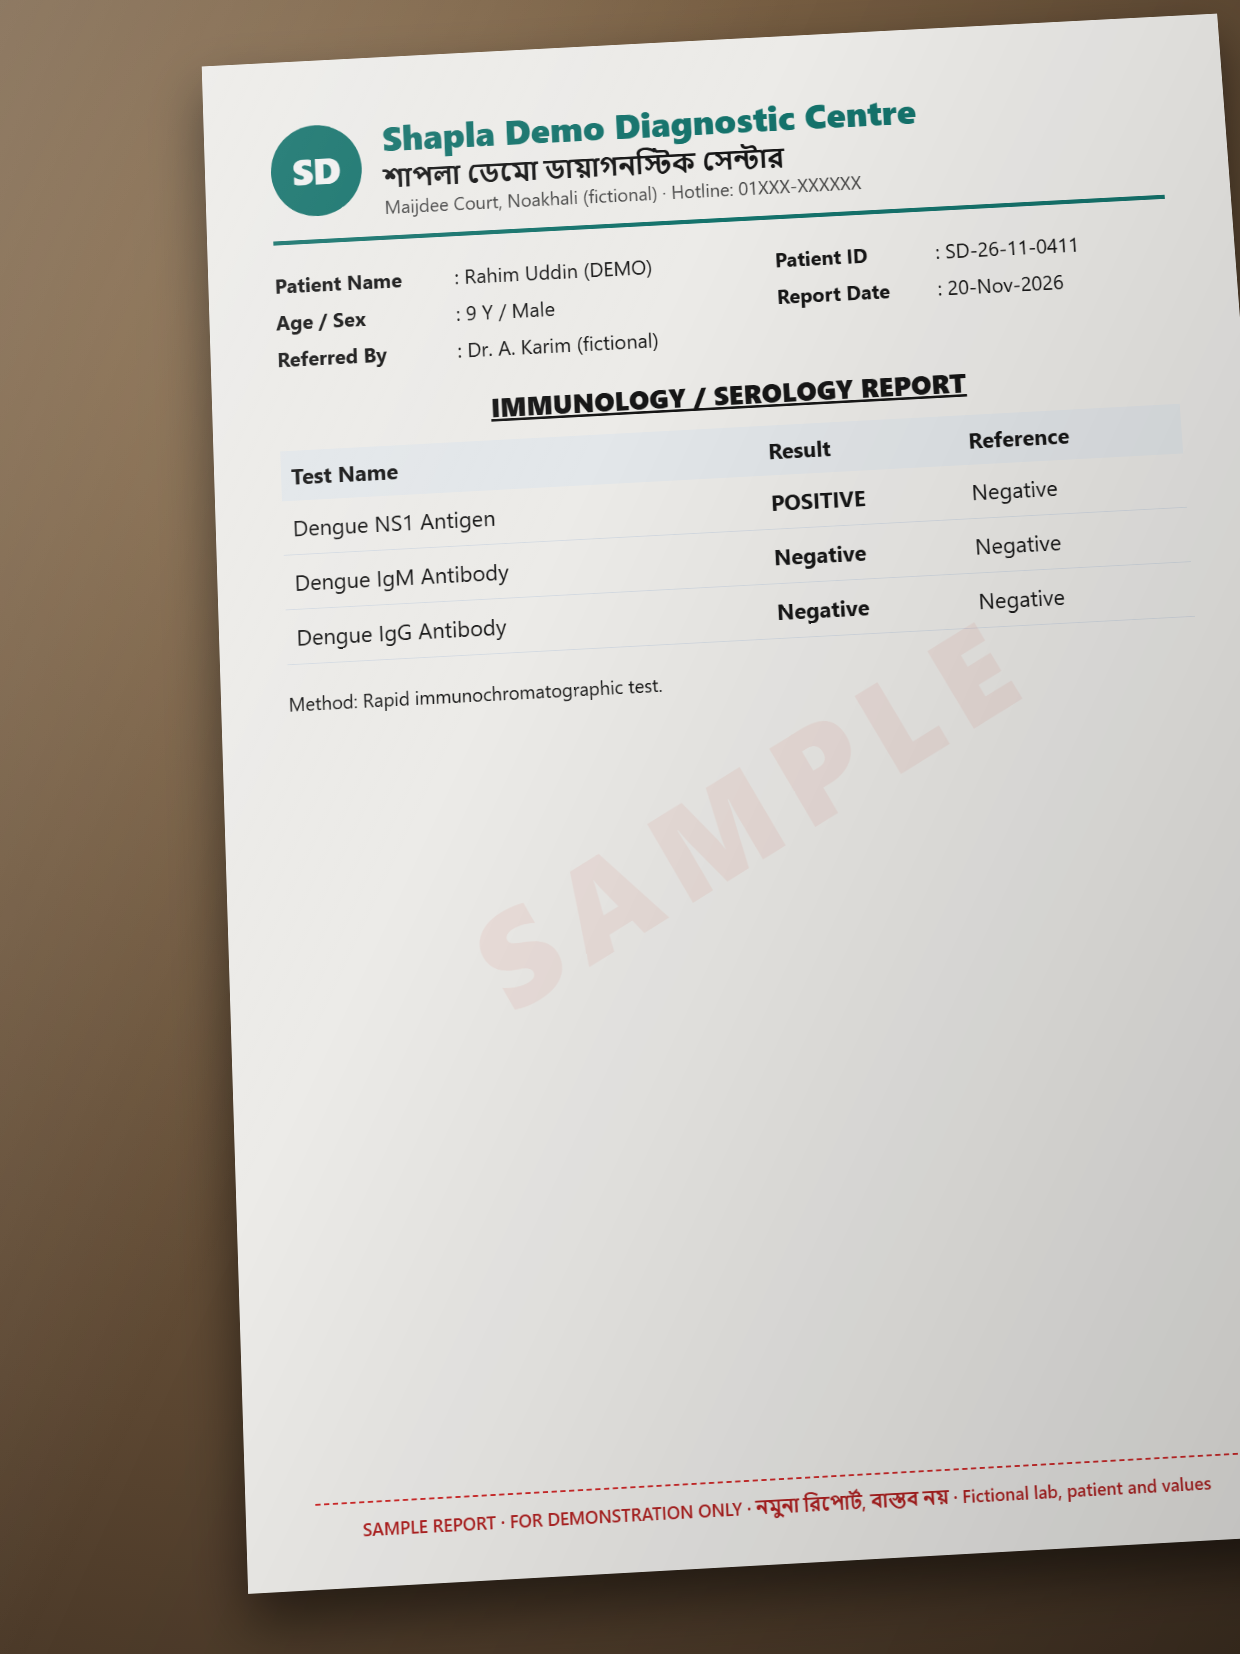 SD
Shapla Demo Diagnostic Centre
শাপলা ডেমো ডায়াগনস্টিক সেন্টার
Maijdee Court, Noakhali (fictional) · Hotline: 01XXX-XXXXXX
Patient Name : Rahim Uddin (DEMO) Patient ID : SD-26-11-0411
Age / Sex : 9 Y / Male Report Date : 20-Nov-2026
Referred By : Dr. A. Karim (fictional)
IMMUNOLOGY / SEROLOGY REPORT
Test Name Result Reference
Dengue NS1 Antigen POSITIVE Negative
Dengue IgM Antibody Negative Negative
Dengue IgG Antibody Negative Negative
Method: Rapid immunochromatographic test.
SAMPLE
SAMPLE REPORT · FOR DEMONSTRATION ONLY · নমুনা রিপোর্ট, বাস্তব নয় · Fictional lab, patient and values